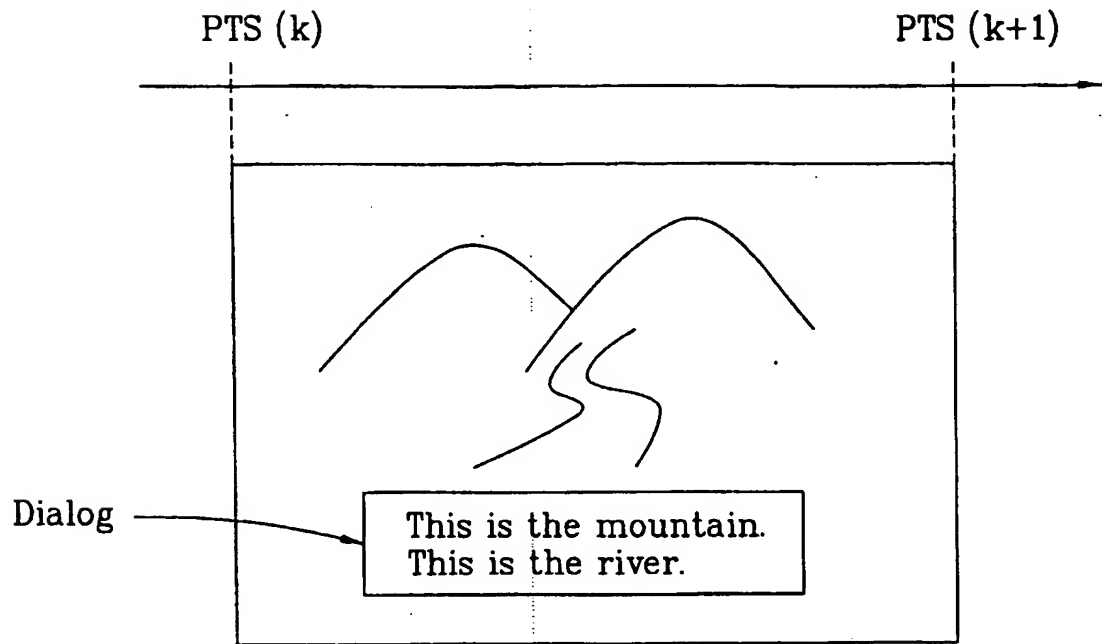 PTS (k) PTS (k+1)
Dialog
This is the mountain.
This is the river.